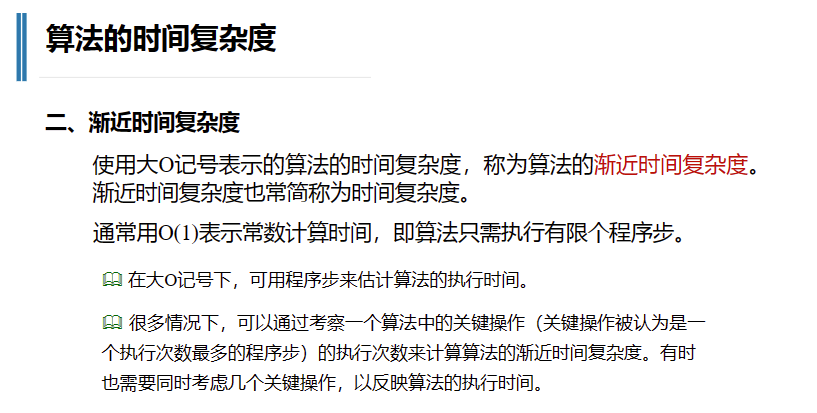 算法的时间复杂度
二、渐近时间复杂度
使用大O记号表示的算法的时间复杂度，称为算法的渐近时间复杂度。
渐近时间复杂度也常简称为时间复杂度。
通常用O(1)表示常数计算时间，即算法只需执行有限个程序步。
在大O记号下，可用程序步来估计算法的执行时间。
很多情况下，可以通过考察一个算法中的关键操作（关键操作被认为是一
个执行次数最多的程序步）的执行次数来计算算法的渐近时间复杂度。有时
也需要同时考虑几个关键操作，以反映算法的执行时间。